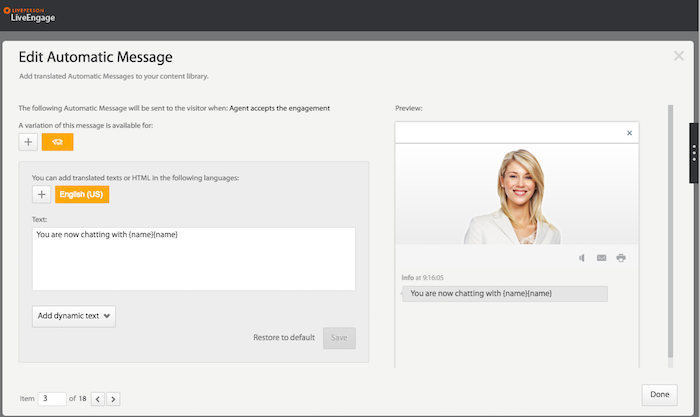 LIVEPERSON
LiveEngage
Edit Automatic Message
Add translated Automatic Messages to your content library.
The following Automatic Message will be sent to the visitor when: Agent accepts the engagement
A variation of this message is available for:
+
You can add translated texts or HTML in the following languages:
+ English (US)
Text:
You are now chatting with {name}{name}
Add dynamic text
Restore to default Save
Item 3 of 18 < >
Preview:
×
info at 9:16:05
You are now chatting with {name}{name}
Done